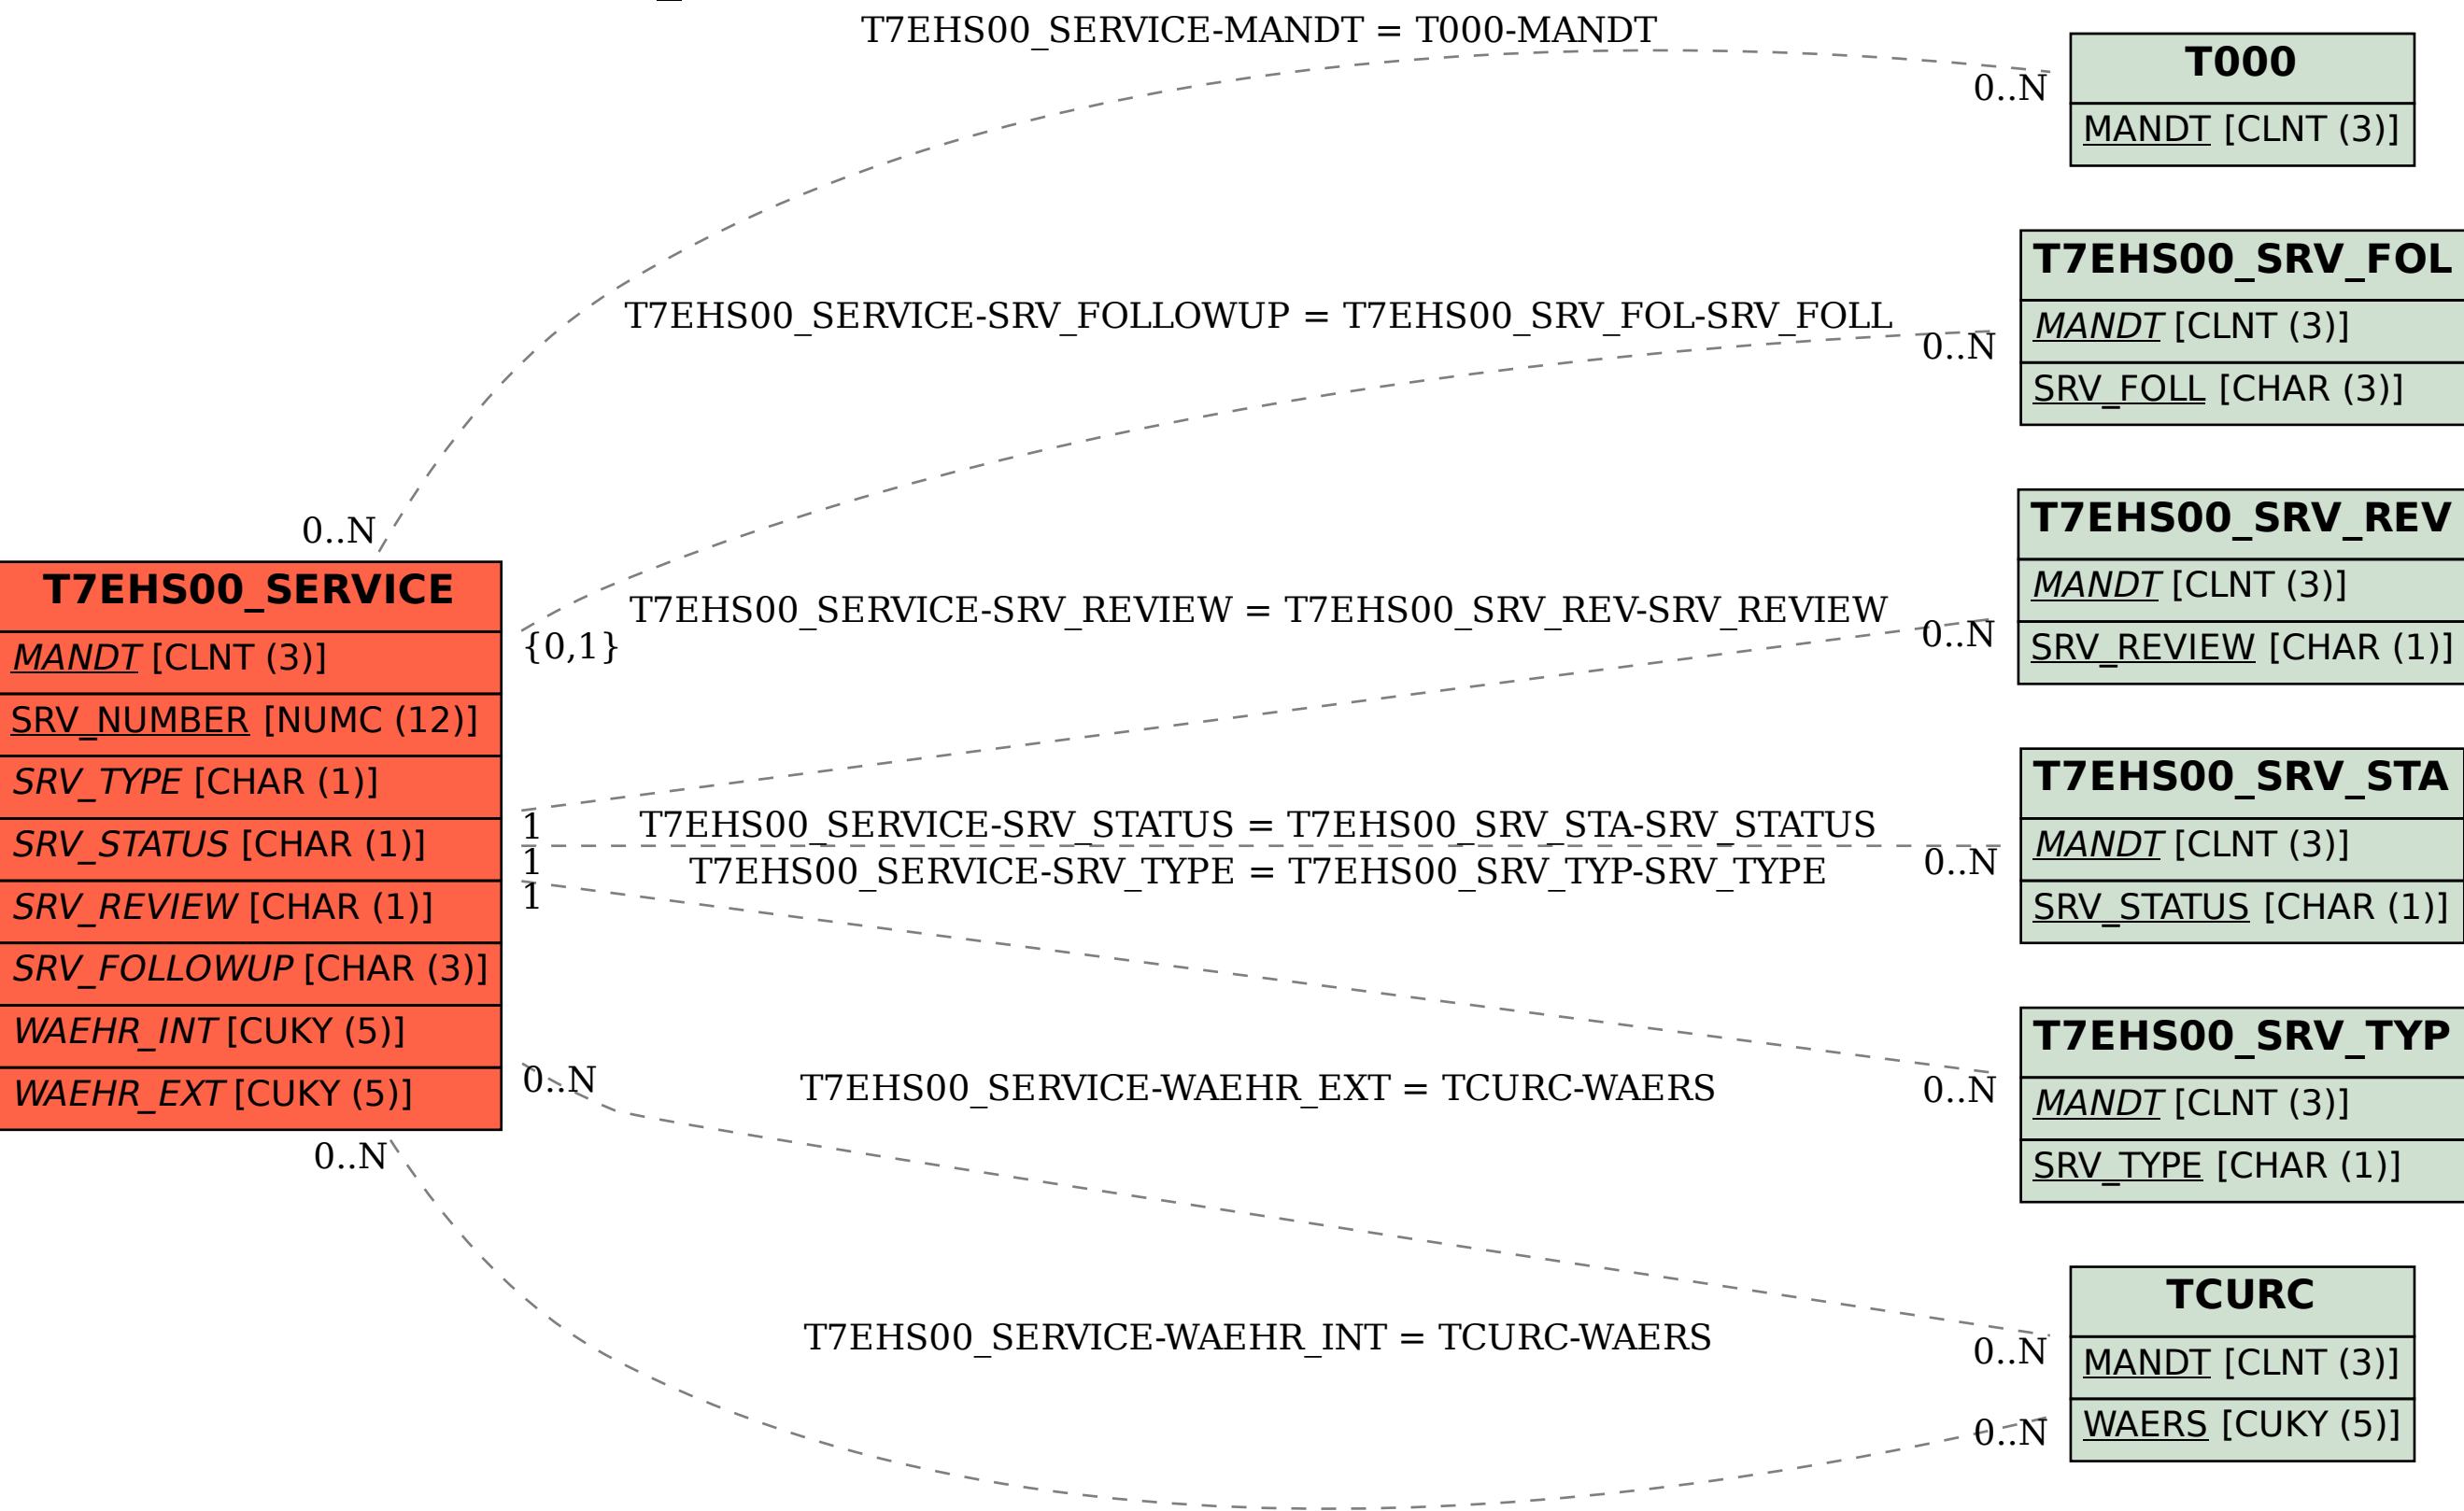 T7EHS00_SERVICE-MANDT = T000-MANDT
T000
0..N
MANDT [CLNT (3)]
T7EHS00_SRV_FOL
T7EHS00_SERVICE-SRV_FOLLOWUP = T7EHS00_SRV_FOL-SRV_FOLL
0..N
MANDT [CLNT (3)]
SRV_FOLL [CHAR (3)]
0..N
T7EHS00_SRV_REV
T7EHS00_SERVICE
MANDT [CLNT (3)]
SRV_NUMBER [NUMC (12)]
SRV_TYPE [CHAR (1)]
SRV_STATUS [CHAR (1)]
SRV_REVIEW [CHAR (1)]
SRV_FOLLOWUP [CHAR (3)]
WAEHR_INT [CUKY (5)]
WAEHR_EXT [CUKY (5)]
{0,1}
T7EHS00_SERVICE-SRV_REVIEW = T7EHS00_SRV_REV-SRV_REVIEW
0..N
MANDT [CLNT (3)]
SRV_REVIEW [CHAR (1)]
T7EHS00_SRV_STA
1
T7EHS00_SERVICE-SRV_STATUS = T7EHS00_SRV_STA-SRV_STATUS
MANDT [CLNT (3)]
1
0..N
T7EHS00_SERVICE-SRV_TYPE = T7EHS00_SRV_TYP-SRV_TYPE
1
SRV_STATUS [CHAR (1)]
T7EHS00_SRV_TYP
0..N
T7EHS00_SERVICE-WAEHR_EXT = TCURC-WAERS
0..N
MANDT [CLNT (3)]
SRV_TYPE [CHAR (1)]
0..N
TCURC
T7EHS00_SERVICE-WAEHR_INT = TCURC-WAERS
0..N
MANDT [CLNT (3)]
0..N
WAERS [CUKY (5)]